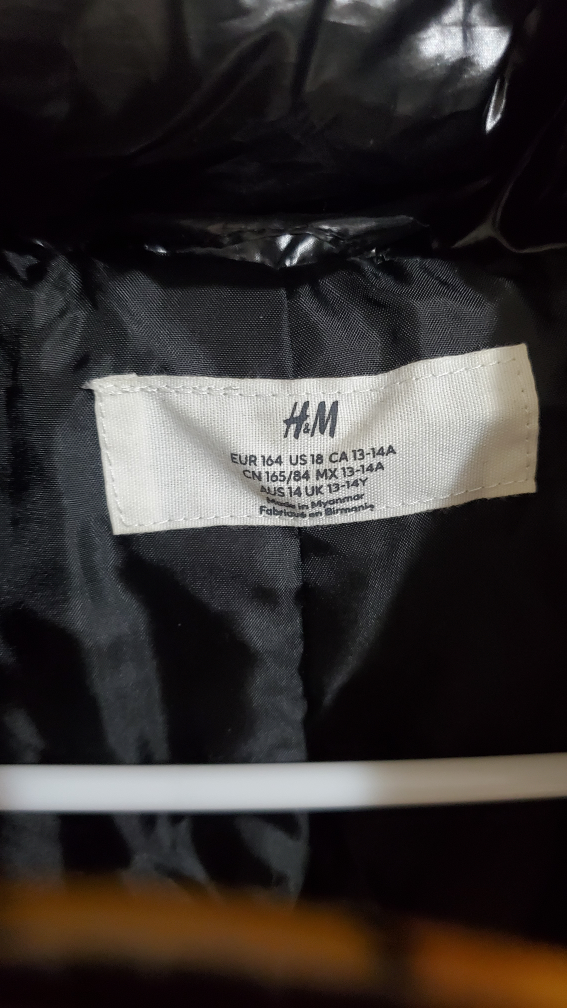 H&M
EUR 164 US 18 CA 13-14A
CN 165/84 MX 13-14A
AUS 14 UK 13-14Y
Made in Myanmar
Fabriqué en Birmanie